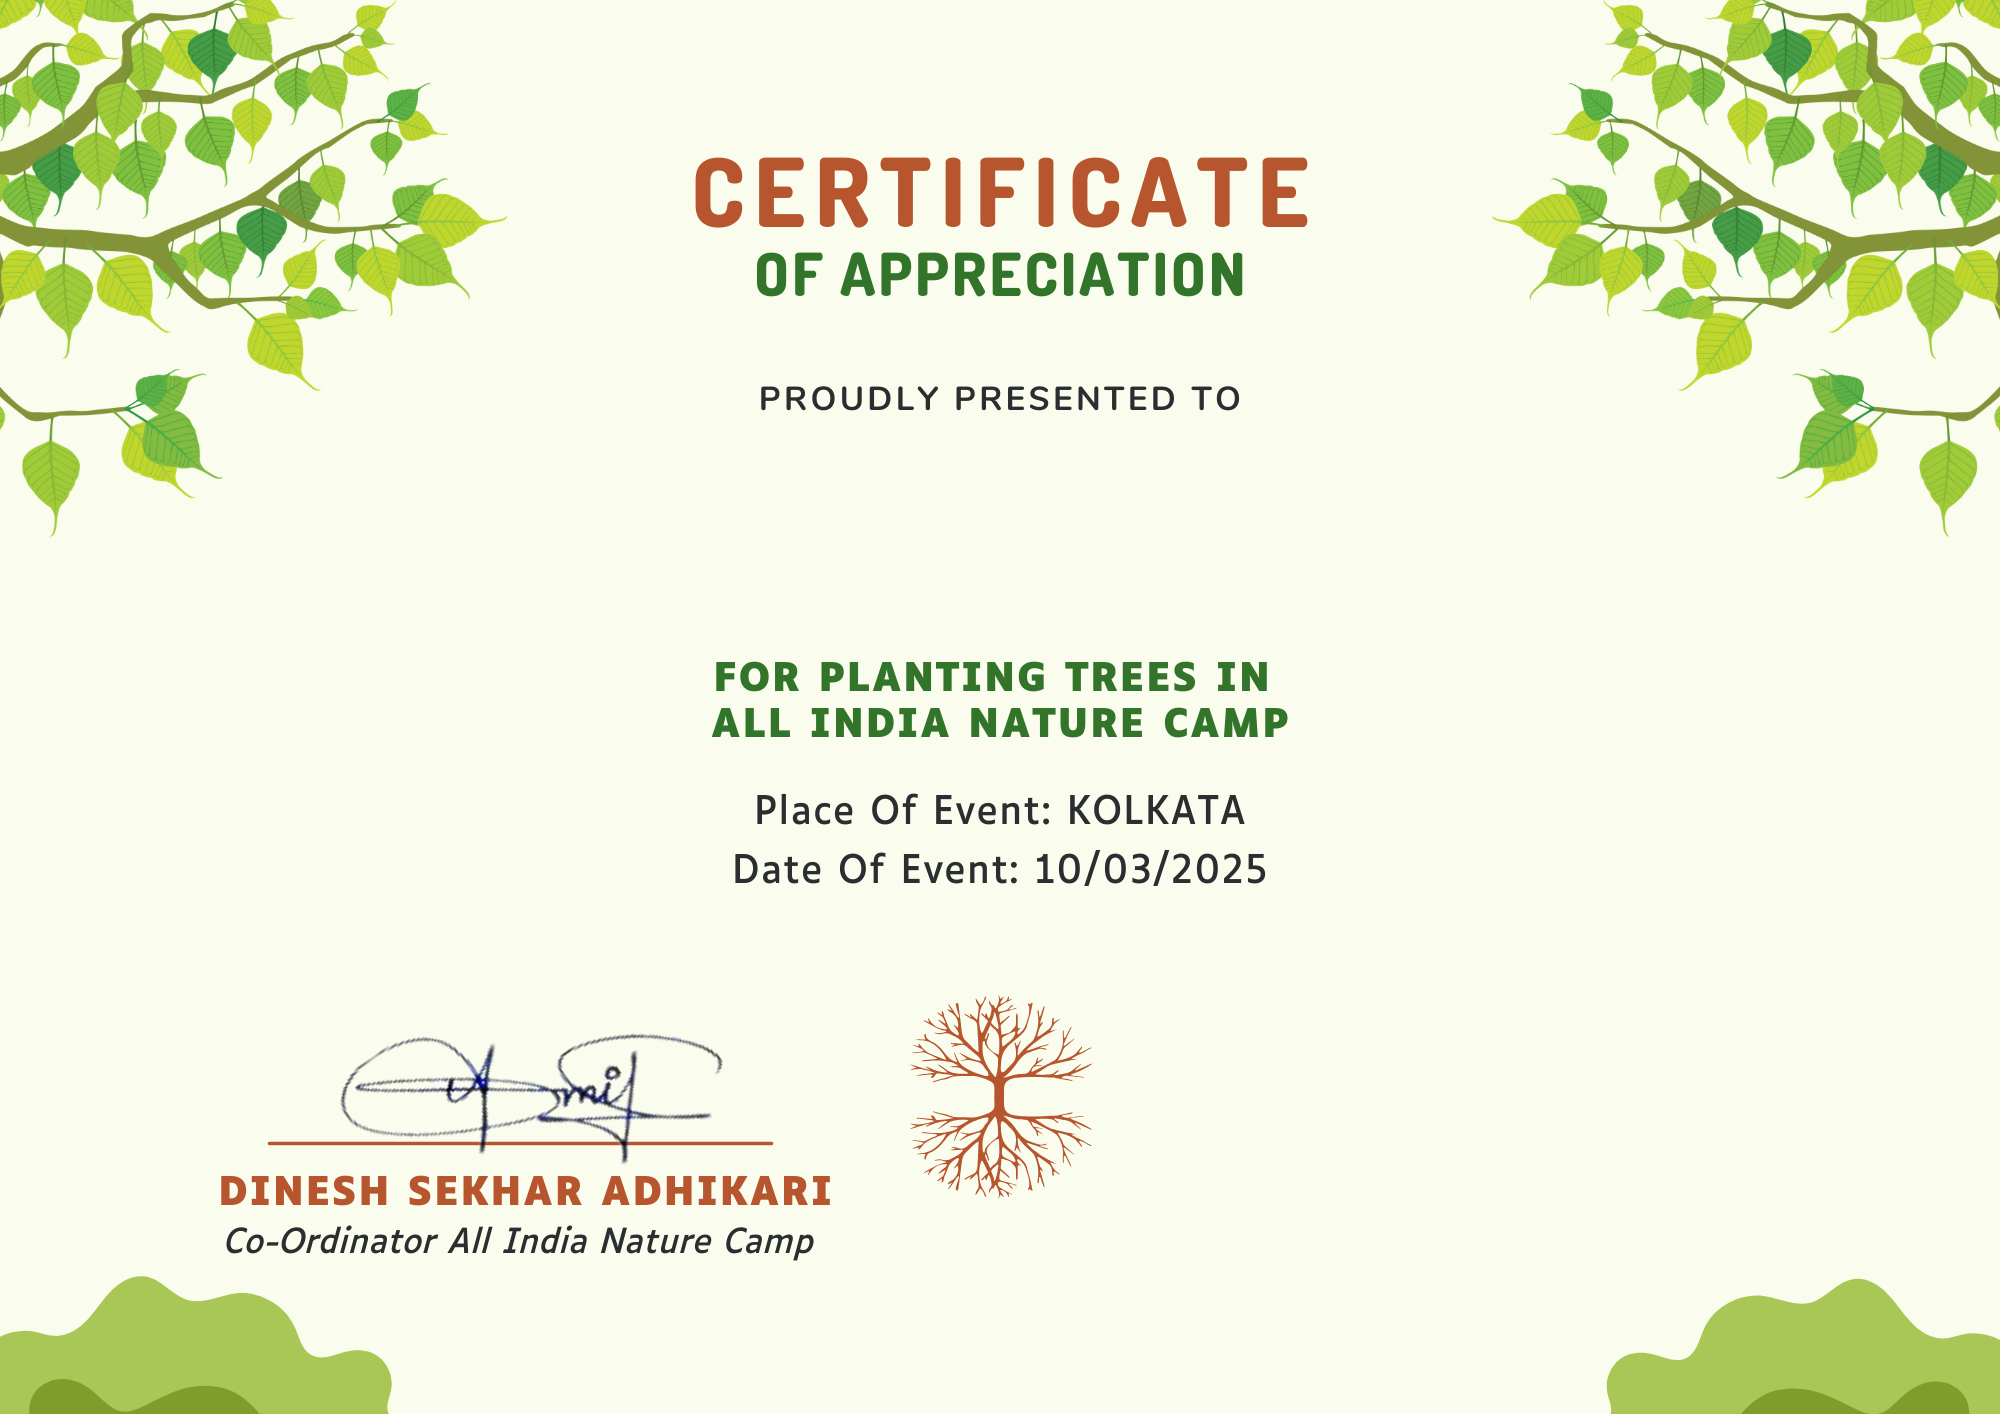 CERTIFICATE
OF APPRECIATION
PROUDLY PRESENTED TO
FOR PLANTING TREES IN
ALL INDIA NATURE CAMP
Place Of Event: KOLKATA
Date Of Event: 10/03/2025
DINESH SEKHAR ADHIKARI
Co-Ordinator All India Nature Camp